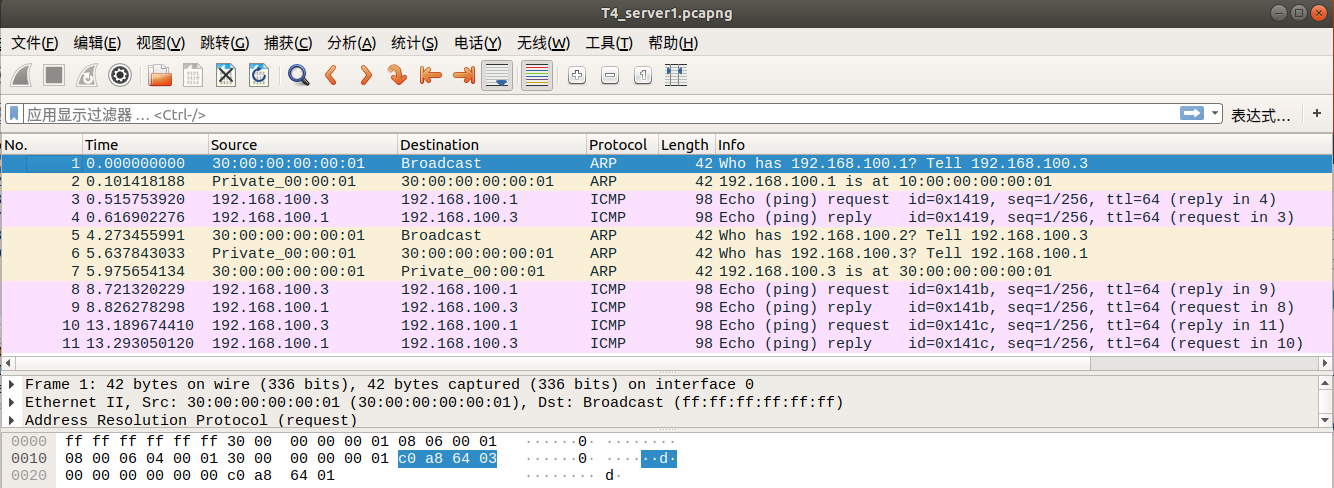 T4_server1.pcapng
文件(F) 编辑(E) 视图(V) 跳转(G) 捕获(C) 分析(A) 统计(S) 电话(Y) 无线(W) 工具(T) 帮助(H)
应用显示过滤器 … <Ctrl-/> 表达式… +
No. Time Source Destination Protocol Length Info
1 0.000000000 30:00:00:00:00:01 Broadcast ARP 42 Who has 192.168.100.1? Tell 192.168.100.3
2 0.101418188 Private_00:00:01 30:00:00:00:00:01 ARP 42 192.168.100.1 is at 10:00:00:00:00:01
3 0.515753920 192.168.100.3 192.168.100.1 ICMP 98 Echo (ping) request id=0x1419, seq=1/256, ttl=64 (reply in 4)
4 0.616902276 192.168.100.1 192.168.100.3 ICMP 98 Echo (ping) reply id=0x1419, seq=1/256, ttl=64 (request in 3)
5 4.273455991 30:00:00:00:00:01 Broadcast ARP 42 Who has 192.168.100.2? Tell 192.168.100.3
6 5.637843033 Private_00:00:01 30:00:00:00:00:01 ARP 42 Who has 192.168.100.3? Tell 192.168.100.1
7 5.975654134 30:00:00:00:00:01 Private_00:00:01 ARP 42 192.168.100.3 is at 30:00:00:00:00:01
8 8.721320229 192.168.100.3 192.168.100.1 ICMP 98 Echo (ping) request id=0x141b, seq=1/256, ttl=64 (reply in 9)
9 8.826278298 192.168.100.1 192.168.100.3 ICMP 98 Echo (ping) reply id=0x141b, seq=1/256, ttl=64 (request in 8)
10 13.189674410 192.168.100.3 192.168.100.1 ICMP 98 Echo (ping) request id=0x141c, seq=1/256, ttl=64 (reply in 11)
11 13.293050120 192.168.100.1 192.168.100.3 ICMP 98 Echo (ping) reply id=0x141c, seq=1/256, ttl=64 (request in 10)
Frame 1: 42 bytes on wire (336 bits), 42 bytes captured (336 bits) on interface 0
Ethernet II, Src: 30:00:00:00:00:01 (30:00:00:00:00:01), Dst: Broadcast (ff:ff:ff:ff:ff:ff)
Address Resolution Protocol (request)
0000 ff ff ff ff ff ff 30 00 00 00 00 01 08 06 00 01 ······0· ········
0010 08 00 06 04 00 01 30 00 00 00 00 01 c0 a8 64 03 ······0· ······d·
0020 00 00 00 00 00 00 c0 a8 64 01 ········ d·